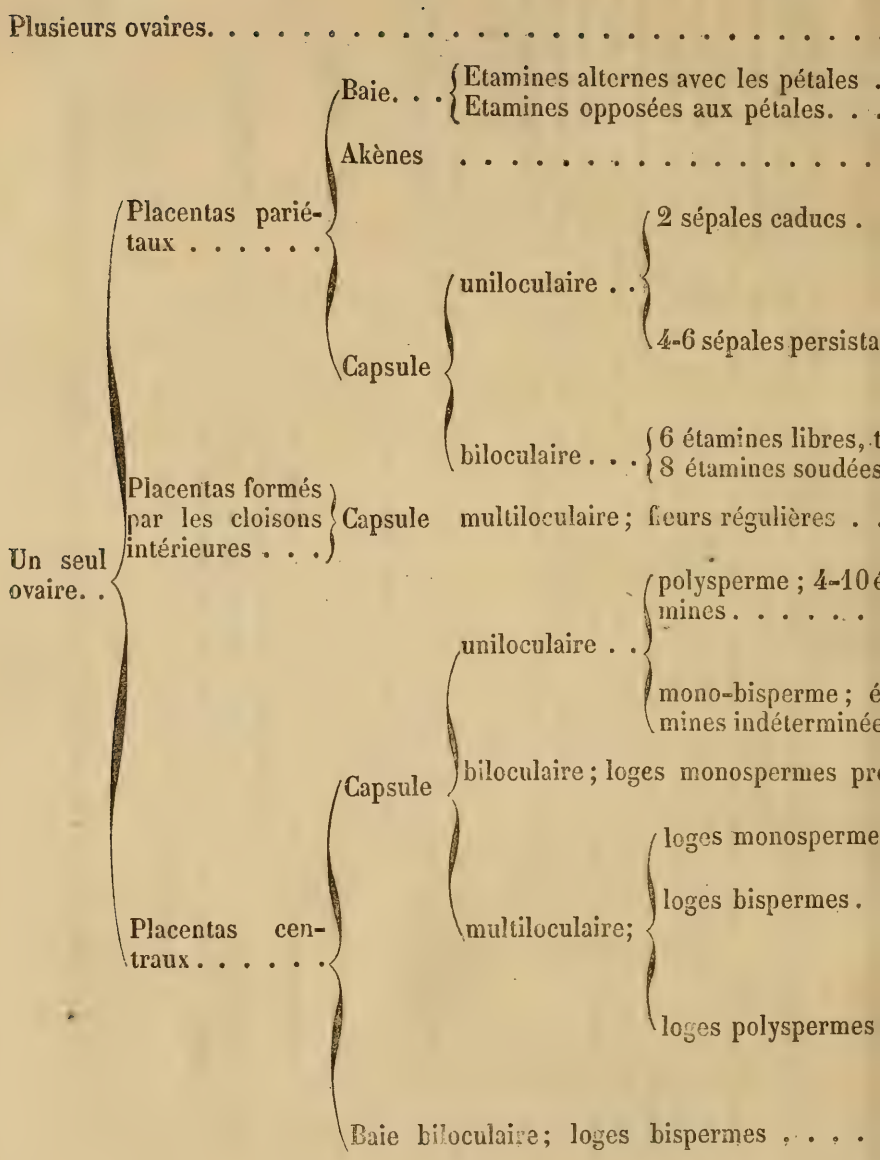 Plusieurs ovaires. . . . . . . . . . . . . . . . . . . . . . . . . . .
Baie. . . Etamines alternes avec les pétales .
Etamines opposées aux pétales. . .
Akènes . . . . . . . . . . . . . . . . .
Placentas parié-
taux . . . . . .
2 sépales caducs .
uniloculaire . .
4-6 sépales persista
Capsule
6 étamines libres, t
biloculaire . . .
8 étamines soudées
Placentas formés
par les cloisons
intérieures . . .
Capsule multiloculaire; fleurs régulières . .
Un seul
ovaire. .
polysperme ; 4-10 é
mines . . . . . . .
uniloculaire . .
mono-bisperme ; é
mines indéterminée
Capsule
biloculaire ; loges monospermes pr
loges monosperme
loges bispermes .
multiloculaire;
Placentas cen-
traux . . . . . .
loges polyspermes
Baie biloculaire; loges bispermes . . . .